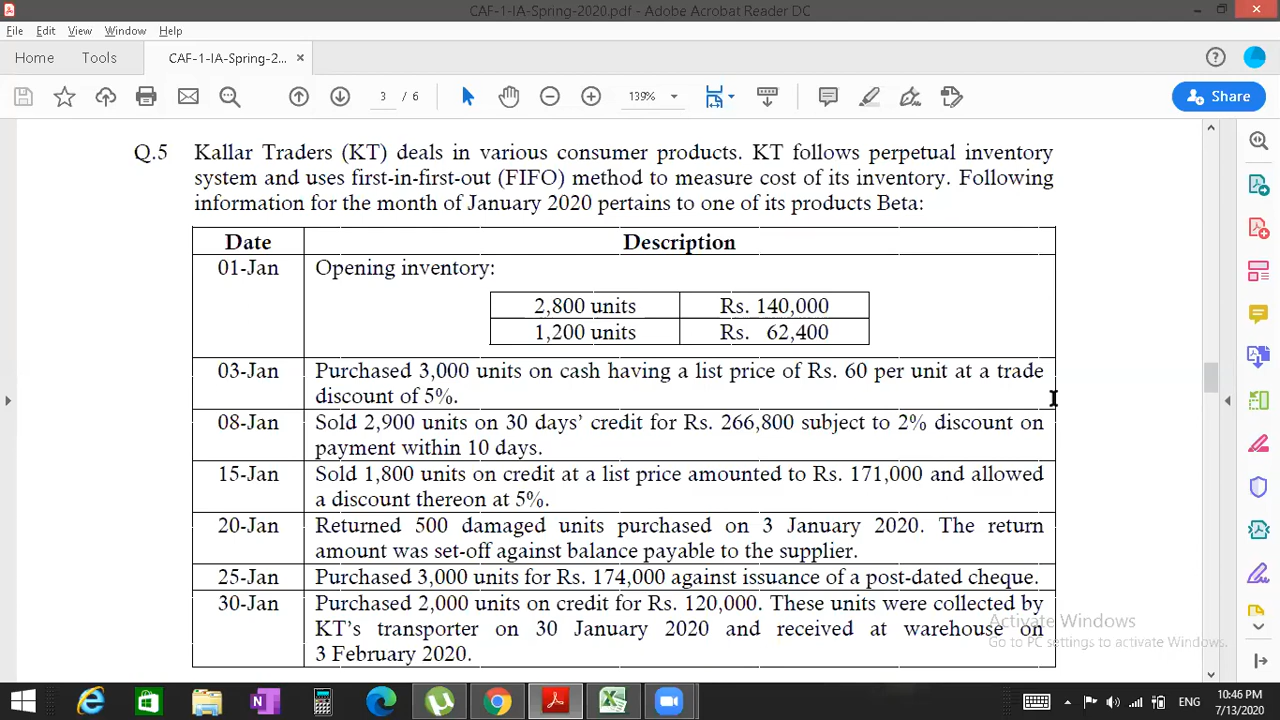 CAF-1-IA-Spring-2020.pdf - Adobe Acrobat Reader DC
File Edit View Window Help
Home Tools CAF-1-IA-Spring-2... ×
3 / 6 139% Share
Q.5 Kallar Traders (KT) deals in various consumer products. KT follows perpetual inventory
system and uses first-in-first-out (FIFO) method to measure cost of its inventory. Following
information for the month of January 2020 pertains to one of its products Beta:
Date Description
01-Jan Opening inventory:
2,800 units Rs. 140,000
1,200 units Rs. 62,400
03-Jan Purchased 3,000 units on cash having a list price of Rs. 60 per unit at a trade
discount of 5%.
08-Jan Sold 2,900 units on 30 days' credit for Rs. 266,800 subject to 2% discount on
payment within 10 days.
15-Jan Sold 1,800 units on credit at a list price amounted to Rs. 171,000 and allowed
a discount thereon at 5%.
20-Jan Returned 500 damaged units purchased on 3 January 2020. The return
amount was set-off against balance payable to the supplier.
25-Jan Purchased 3,000 units for Rs. 174,000 against issuance of a post-dated cheque.
30-Jan Purchased 2,000 units on credit for Rs. 120,000. These units were collected by
KT's transporter on 30 January 2020 and received at warehouse on
3 February 2020.
Activate Windows
Go to PC settings to activate Windows.
ENG
10:46 PM
7/13/2020